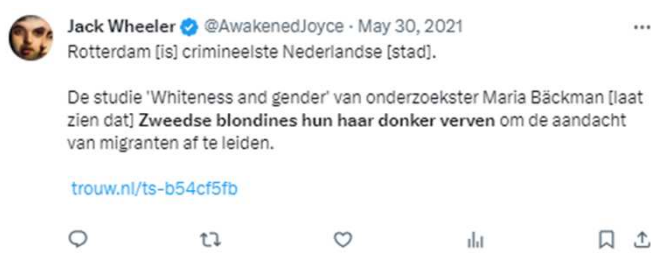 Jack Wheeler @AwakenedJoyce · May 30, 2021
Rotterdam [is] crimineelste Nederlandse [stad].
De studie 'Whiteness and gender' van onderzoekster Maria Bäckman [laat
zien dat] Zweedse blondines hun haar donker verven om de aandacht
van migranten af te leiden.
trouw.nl/ts-b54cf5fb